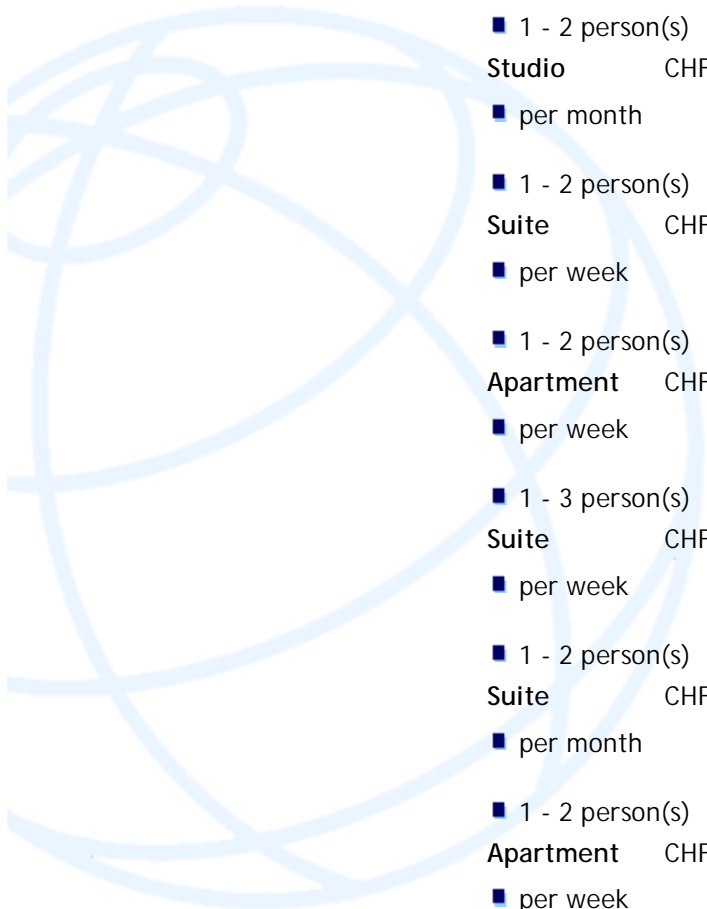 1 - 2 person(s)
Studio CHF
per month
1 - 2 person(s)
Suite CHF
per week
1 - 2 person(s)
Apartment CHF
per week
1 - 3 person(s)
Suite CHF
per week
1 - 2 person(s)
Suite CHF
per month
1 - 2 person(s)
Apartment CHF
per week